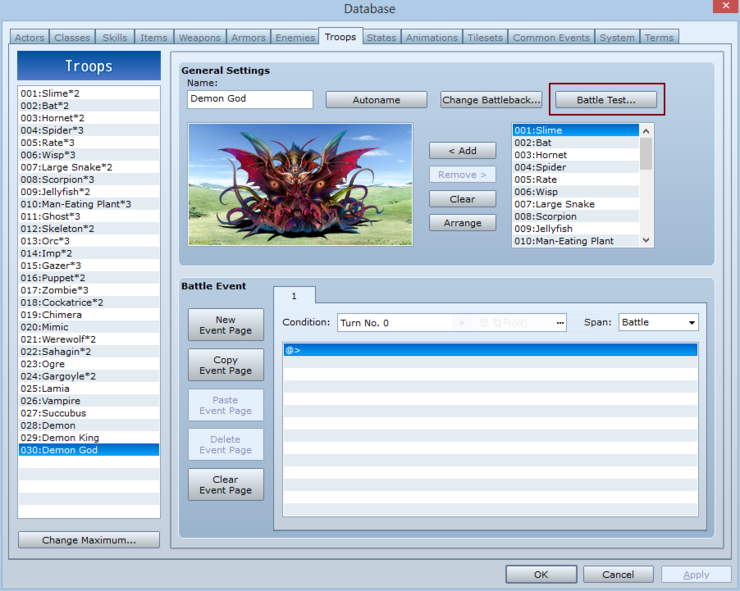 Database
Actors Classes Skills Items Weapons Armors Enemies Troops States Animations Tilesets Common Events System Terms
Troops
001:Slime*2
002:Bat*2
003:Hornet*2
004:Spider*3
005:Rate*3
006:Wisp*3
007:Large Snake*2
008:Scorpion*3
009:Jellyfish*2
010:Man-Eating Plant*3
011:Ghost*3
012:Skeleton*2
013:Orc*3
014:Imp*2
015:Gazer*3
016:Puppet*2
017:Zombie*3
018:Cockatrice*2
019:Chimera
020:Mimic
021:Werewolf*2
022:Sahagin*2
023:Ogre
024:Gargoyle*2
025:Lamia
026:Vampire
027:Succubus
028:Demon
029:Demon King
030:Demon God
Change Maximum...
General Settings
Name:
Demon God
Autoname
Change Battleback...
Battle Test...
< Add
Remove >
Clear
Arrange
001:Slime
002:Bat
003:Hornet
004:Spider
005:Rate
006:Wisp
007:Large Snake
008:Scorpion
009:Jellyfish
010:Man-Eating Plant
Battle Event
New
Event Page
Copy
Event Page
Paste
Event Page
Delete
Event Page
Clear
Event Page
1
Condition: Turn No. 0 ... Span: Battle
@>
OK Cancel Apply